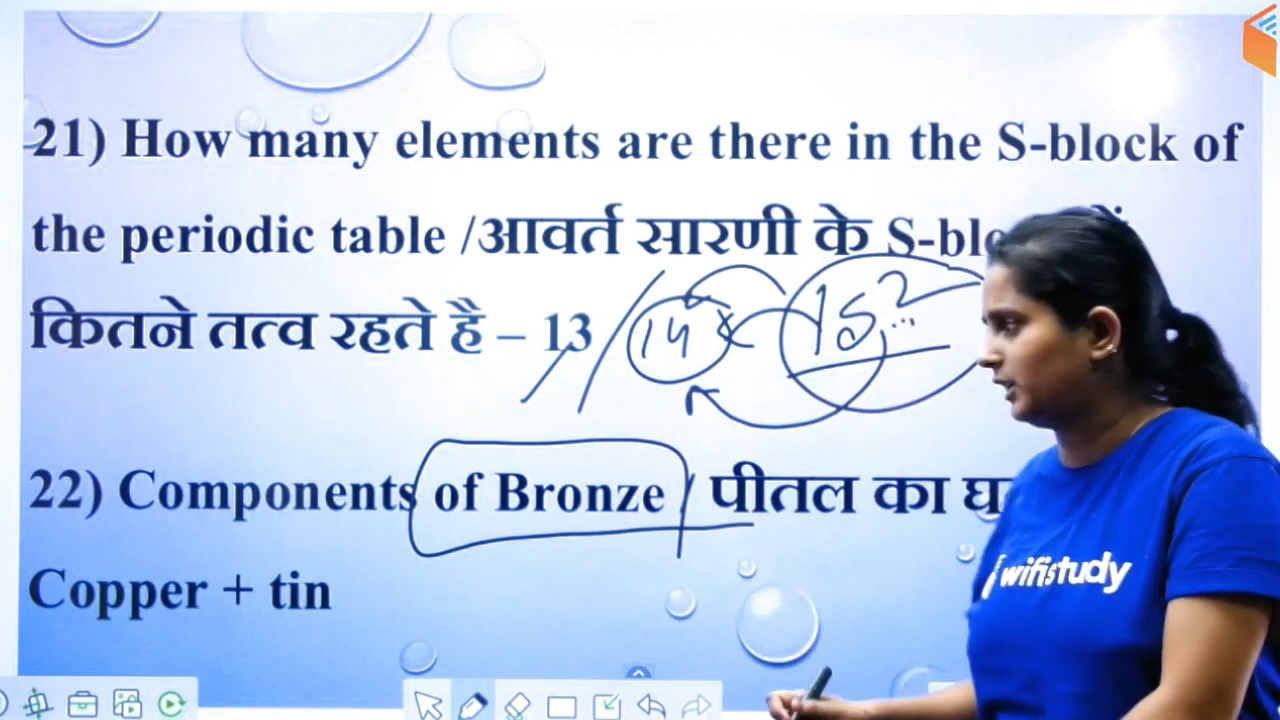 21) How many elements are there in the S-block of
the periodic table /आवर्त सारणी के S-blo
कितने तत्व रहते है – 13 14 1s²
22) Components of Bronze / पीतल का
Copper + tin
wifistudy